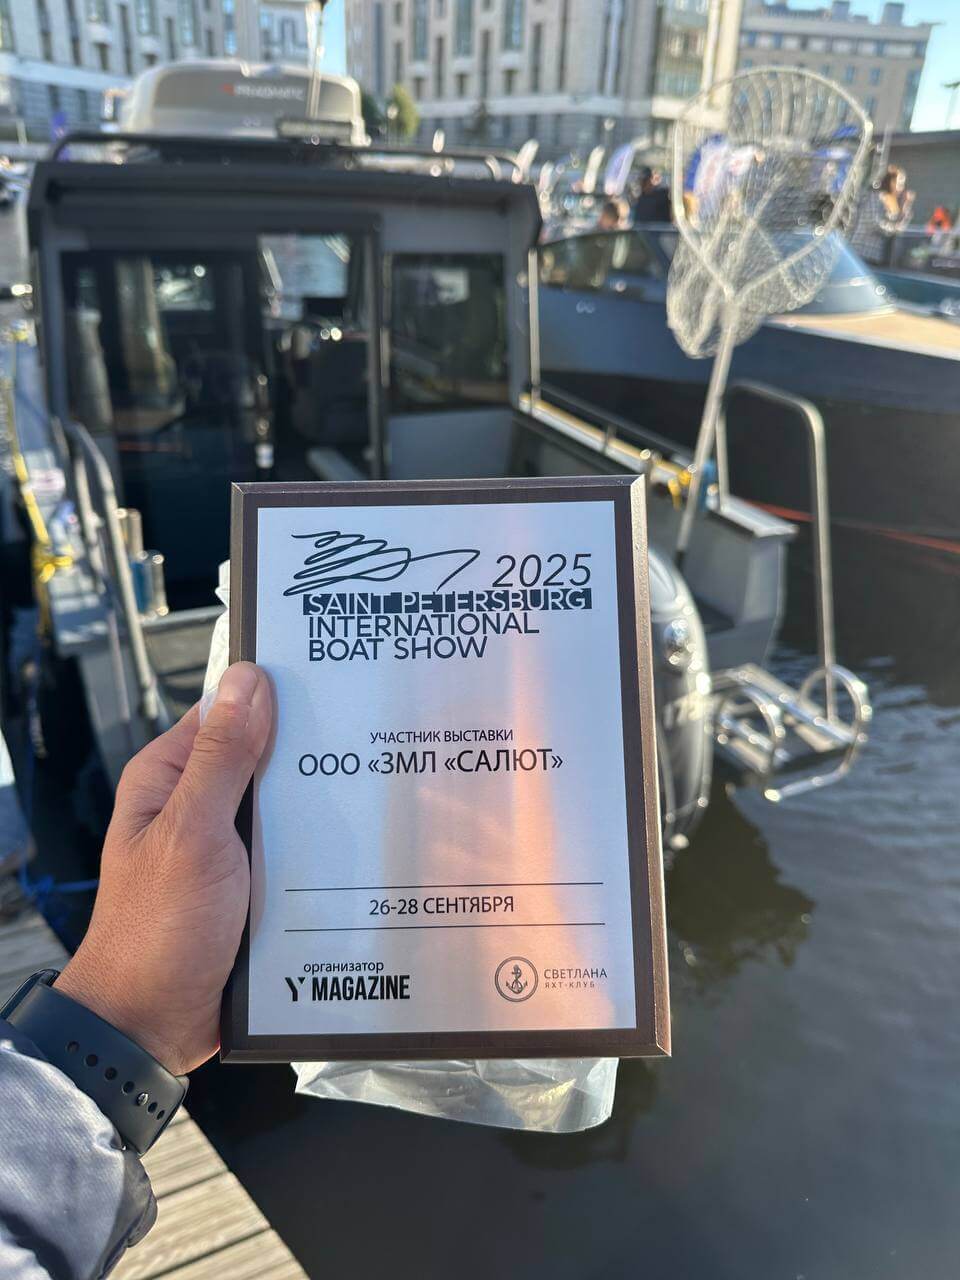 PRAGMATIC
2025
SAINT PETERSBURG
INTERNATIONAL
BOAT SHOW
УЧАСТНИК ВЫСТАВКИ
ООО «ЗМЛ «САЛЮТ»
26-28 СЕНТЯБРЯ
организатор
Y MAGAZINE
СВЕТЛАНА
ЯХТ-КЛУБ